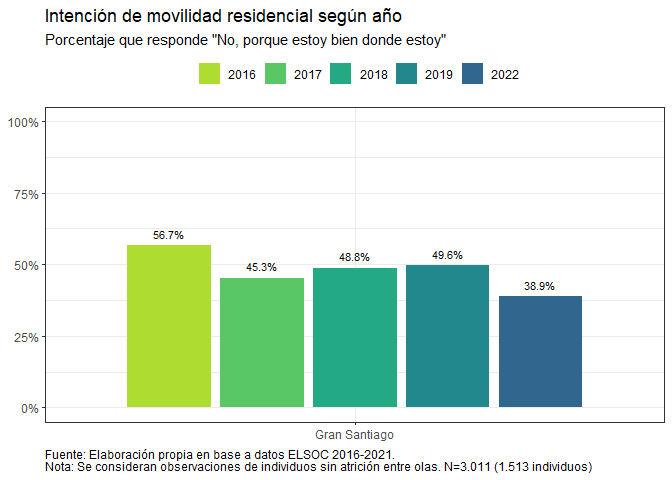 Intención de movilidad residencial según año
Porcentaje que responde "No, porque estoy bien donde estoy"
2016 2017 2018 2019 2022
100%
75%
50%
25%
0%
56.7%
45.3%
48.8%
49.6%
38.9%
Gran Santiago
Fuente: Elaboración propia en base a datos ELSOC 2016-2021.
Nota: Se consideran observaciones de individuos sin atrición entre olas. N=3.011 (1.513 individuos)